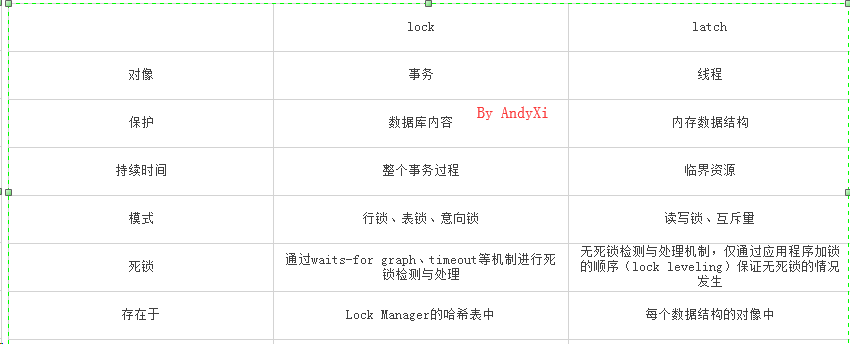 lock latch
对像 事务 线程
By AndyXi
保护 数据库内容 内存数据结构
持续时间 整个事务过程 临界资源
模式 行锁、表锁、意向锁 读写锁、互斥量
死锁
通过waits-for graph、timeout等机制进行死
锁检测与处理
无死锁检测与处理机制,仅通过应用程序加锁
的顺序(lock leveling)保证无死锁的情况
发生
存在于 Lock Manager的哈希表中 每个数据结构的对像中